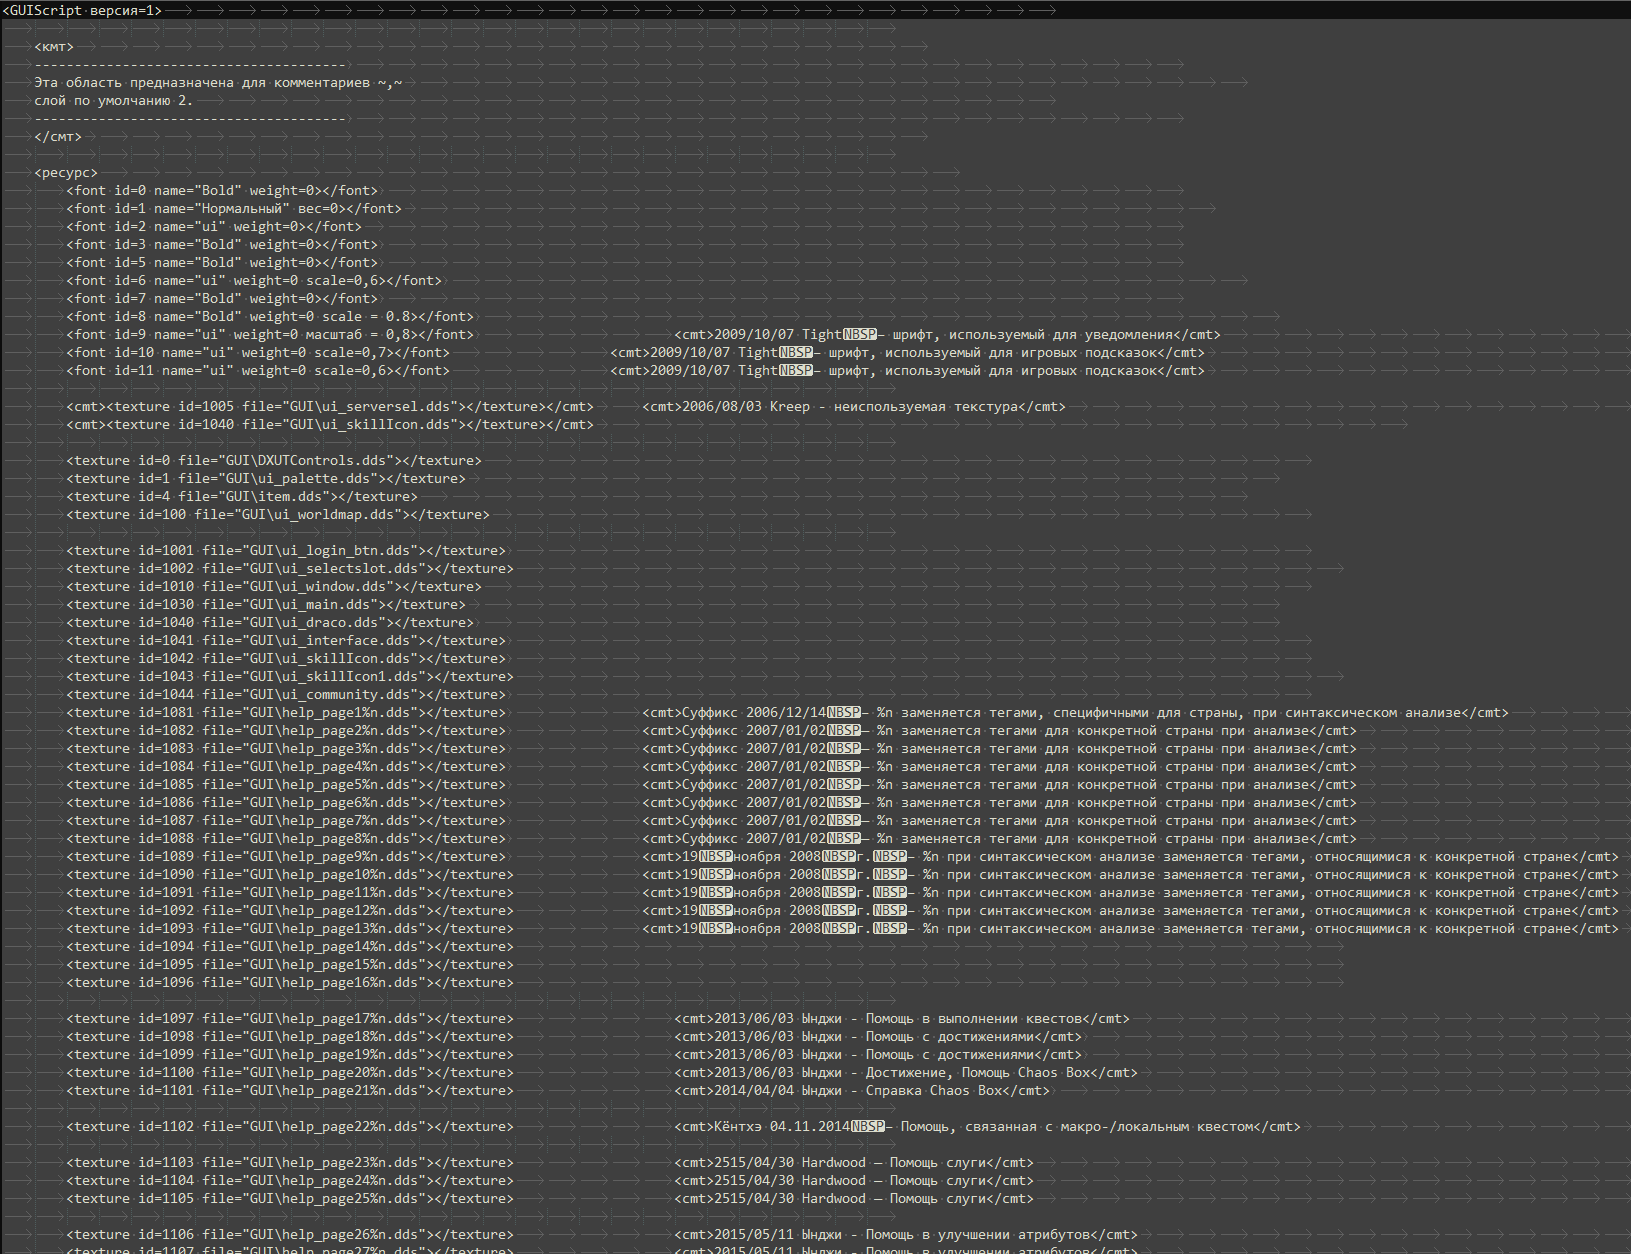 <GUIScript версия=1>
<кмт>
---------------------------------------
Эта область предназначена для комментариев ~,~
слой по умолчанию 2.
---------------------------------------
</смт>
<ресурс>
<font id=0 name="Bold" weight=0></font>
<font id=1 name="Нормальный" вес=0></font>
<font id=2 name="ui" weight=0></font>
<font id=3 name="Bold" weight=0></font>
<font id=5 name="Bold" weight=0></font>
<font id=6 name="ui" weight=0 scale=0,6></font>
<font id=7 name="Bold" weight=0></font>
<font id=8 name="Bold" weight=0 scale = 0.8></font>
<font id=9 name="ui" weight=0 масштаб = 0,8></font> <cmt>2009/10/07 TightNBSP– шрифт, используемый для уведомления</cmt>
<font id=10 name="ui" weight=0 scale=0,7></font> <cmt>2009/10/07 TightNBSP– шрифт, используемый для игровых подсказок</cmt>
<font id=11 name="ui" weight=0 scale=0,6></font> <cmt>2009/10/07 TightNBSP– шрифт, используемый для игровых подсказок</cmt>
<cmt><texture id=1005 file="GUI\ui_serversel.dds"></texture></cmt> <cmt>2006/08/03 Kreep - неиспользуемая текстура</cmt>
<cmt><texture id=1040 file="GUI\ui_skillIcon.dds"></texture></cmt>
<texture id=0 file="GUI\DXUTControls.dds"></texture>
<texture id=1 file="GUI\ui_palette.dds"></texture>
<texture id=4 file="GUI\item.dds"></texture>
<texture id=100 file="GUI\ui_worldmap.dds"></texture>
<texture id=1001 file="GUI\ui_login_btn.dds"></texture>
<texture id=1002 file="GUI\ui_selectslot.dds"></texture>
<texture id=1010 file="GUI\ui_window.dds"></texture>
<texture id=1030 file="GUI\ui_main.dds"></texture>
<texture id=1040 file="GUI\ui_draco.dds"></texture>
<texture id=1041 file="GUI\ui_interface.dds"></texture>
<texture id=1042 file="GUI\ui_skillIcon.dds"></texture>
<texture id=1043 file="GUI\ui_skillIcon1.dds"></texture>
<texture id=1044 file="GUI\ui_community.dds"></texture>
<texture id=1081 file="GUI\help_page1%n.dds"></texture> <cmt>Суффикс 2006/12/14NBSP– %n заменяется тегами, специфичными для страны, при синтаксическом анализе</cmt>
<texture id=1082 file="GUI\help_page2%n.dds"></texture> <cmt>Суффикс 2007/01/02NBSP– %n заменяется тегами для конкретной страны при анализе</cmt>
<texture id=1083 file="GUI\help_page3%n.dds"></texture> <cmt>Суффикс 2007/01/02NBSP– %n заменяется тегами для конкретной страны при анализе</cmt>
<texture id=1084 file="GUI\help_page4%n.dds"></texture> <cmt>Суффикс 2007/01/02NBSP– %n заменяется тегами для конкретной страны при анализе</cmt>
<texture id=1085 file="GUI\help_page5%n.dds"></texture> <cmt>Суффикс 2007/01/02NBSP– %n заменяется тегами для конкретной страны при анализе</cmt>
<texture id=1086 file="GUI\help_page6%n.dds"></texture> <cmt>Суффикс 2007/01/02NBSP– %n заменяется тегами для конкретной страны при анализе</cmt>
<texture id=1087 file="GUI\help_page7%n.dds"></texture> <cmt>Суффикс 2007/01/02NBSP– %n заменяется тегами для конкретной страны при анализе</cmt>
<texture id=1088 file="GUI\help_page8%n.dds"></texture> <cmt>Суффикс 2007/01/02NBSP– %n заменяется тегами для конкретной страны при анализе</cmt>
<texture id=1089 file="GUI\help_page9%n.dds"></texture> <cmt>19NBSPноября 2008NBSPг.NBSP– %n при синтаксическом анализе заменяется тегами, относящимися к конкретной стране</cmt>
<texture id=1090 file="GUI\help_page10%n.dds"></texture> <cmt>19NBSPноября 2008NBSPг.NBSP– %n при синтаксическом анализе заменяется тегами, относящимися к конкретной стране</cmt>
<texture id=1091 file="GUI\help_page11%n.dds"></texture> <cmt>19NBSPноября 2008NBSPг.NBSP– %n при синтаксическом анализе заменяется тегами, относящимися к конкретной стране</cmt>
<texture id=1092 file="GUI\help_page12%n.dds"></texture> <cmt>19NBSPноября 2008NBSPг.NBSP– %n при синтаксическом анализе заменяется тегами, относящимися к конкретной стране</cmt>
<texture id=1093 file="GUI\help_page13%n.dds"></texture> <cmt>19NBSPноября 2008NBSPг.NBSP– %n при синтаксическом анализе заменяется тегами, относящимися к конкретной стране</cmt>
<texture id=1094 file="GUI\help_page14%n.dds"></texture>
<texture id=1095 file="GUI\help_page15%n.dds"></texture>
<texture id=1096 file="GUI\help_page16%n.dds"></texture>
<texture id=1097 file="GUI\help_page17%n.dds"></texture> <cmt>2013/06/03 Ынджи - Помощь в выполнении квестов</cmt>
<texture id=1098 file="GUI\help_page18%n.dds"></texture> <cmt>2013/06/03 Ынджи - Помощь с достижениями</cmt>
<texture id=1099 file="GUI\help_page19%n.dds"></texture> <cmt>2013/06/03 Ынджи - Помощь с достижениями</cmt>
<texture id=1100 file="GUI\help_page20%n.dds"></texture> <cmt>2013/06/03 Ынджи - Достижение, Помощь Chaos Box</cmt>
<texture id=1101 file="GUI\help_page21%n.dds"></texture> <cmt>2014/04/04 Ынджи - Справка Chaos Box</cmt>
<texture id=1102 file="GUI\help_page22%n.dds"></texture> <cmt>Кёнтхэ 04.11.2014NBSP– Помощь, связанная с макро-/локальным квестом</cmt>
<texture id=1103 file="GUI\help_page23%n.dds"></texture> <cmt>2515/04/30 Hardwood – Помощь слуги</cmt>
<texture id=1104 file="GUI\help_page24%n.dds"></texture> <cmt>2515/04/30 Hardwood – Помощь слуги</cmt>
<texture id=1105 file="GUI\help_page25%n.dds"></texture> <cmt>2515/04/30 Hardwood – Помощь слуги</cmt>
<texture id=1106 file="GUI\help_page26%n.dds"></texture> <cmt>2015/05/11 Ынджи - Помощь в улучшении атрибутов</cmt>
<texture id=1107 file="GUI\help_page27%n.dds"></texture> <cmt>2015/05/11 Ынджи - Помощь в улучшении атрибутов</cmt>